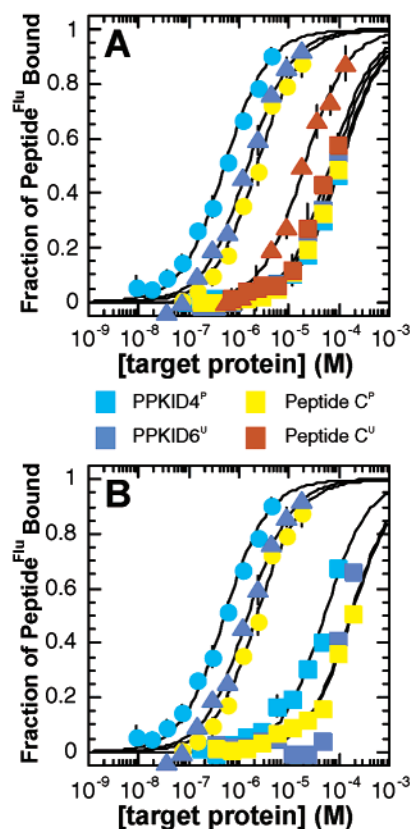 A
Fraction of Peptide^Flu Bound
1
0.8
0.6
0.4
0.2
0
10^-9 10^-8 10^-7 10^-6 10^-5 10^-4 10^-3
[target protein] (M)
PPKID4^P Peptide C^P
PPKID6^U Peptide C^U
B
Fraction of Peptide^Flu Bound
1
0.8
0.6
0.4
0.2
0
10^-9 10^-8 10^-7 10^-6 10^-5 10^-4 10^-3
[target protein] (M)